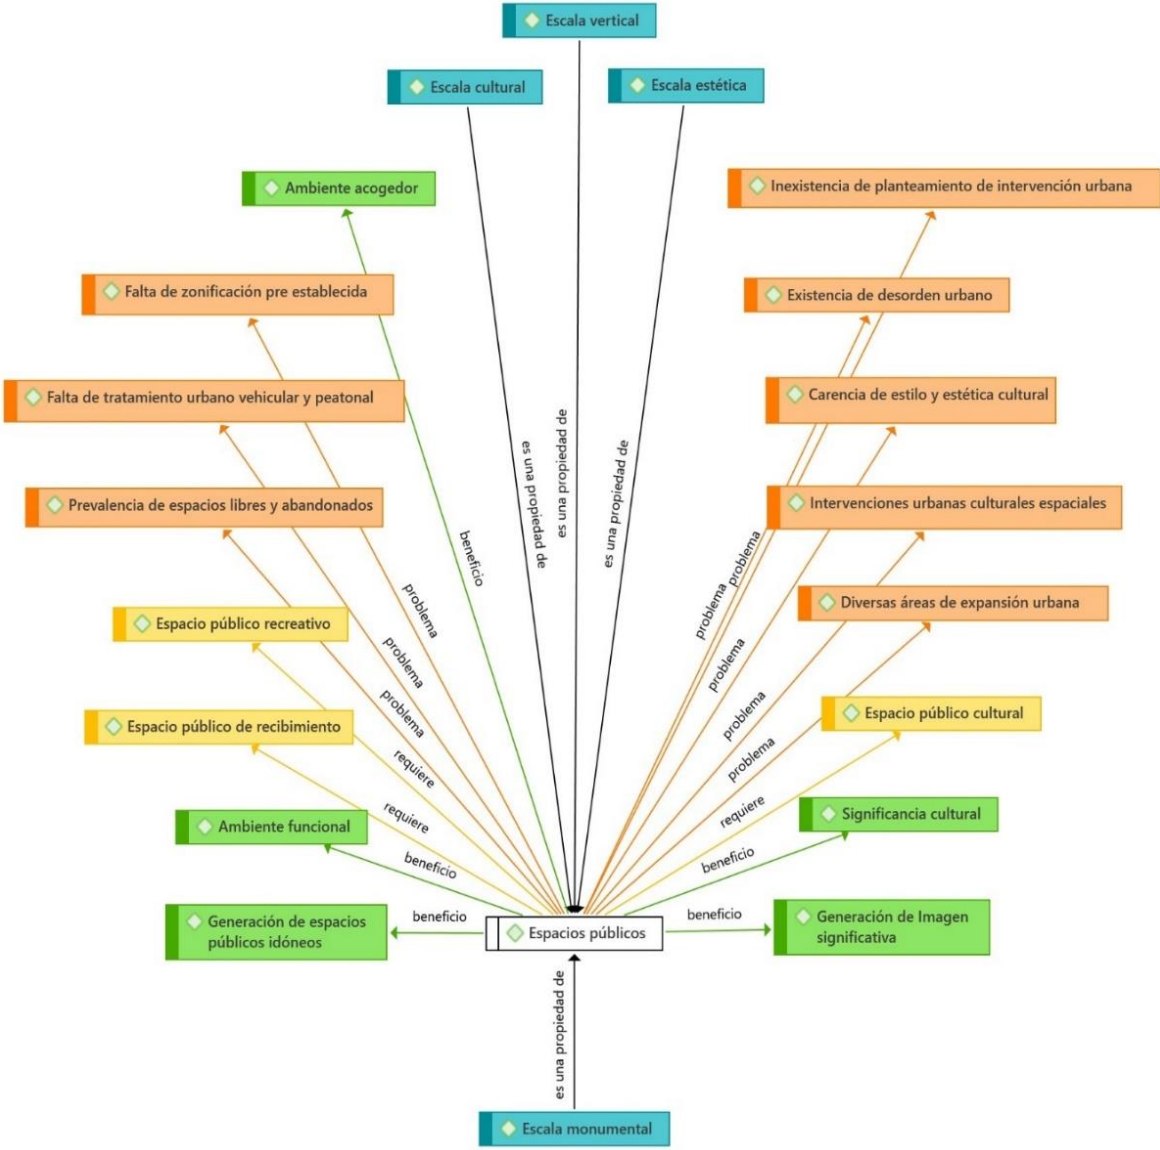 Escala vertical
Escala cultural
Escala estética
Ambiente acogedor
Inexistencia de planteamiento de intervención urbana
Falta de zonificación pre establecida
Existencia de desorden urbano
Falta de tratamiento urbano vehicular y peatonal
Carencia de estilo y estética cultural
es una propiedad de
es una propiedad de
es una propiedad de
Prevalencia de espacios libres y abandonados
Intervenciones urbanas culturales espaciales
beneficio
problema
problema
problema
Espacio público recreativo
Diversas áreas de expansión urbana
problema
problema
problema
problema
problema
Espacio público de recibimiento
Espacio público cultural
requiere
requiere
requiere
Ambiente funcional
Significancia cultural
beneficio
beneficio
Generación de espacios
públicos idóneos
beneficio
Espacios públicos
beneficio
Generación de Imagen
significativa
es una propiedad de
Escala monumental